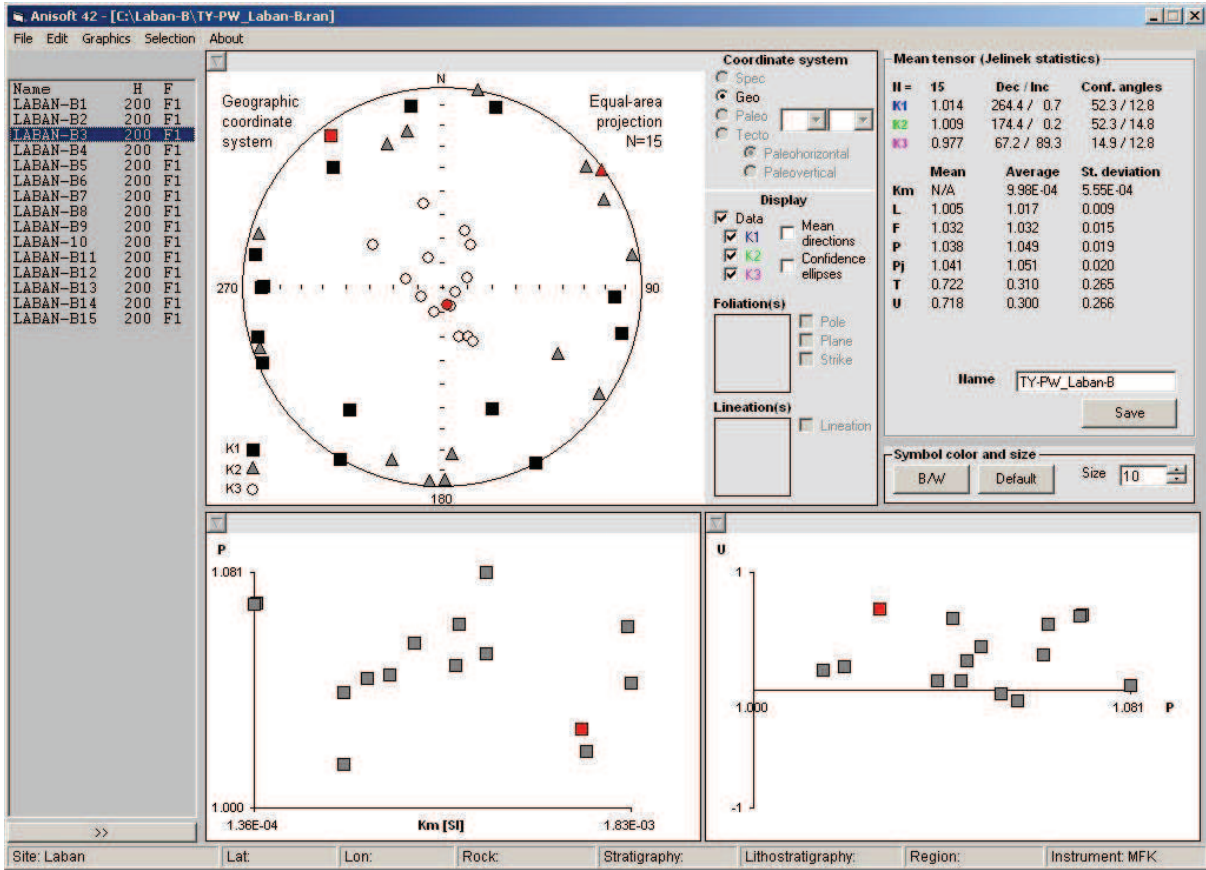 Anisoft 42 - [C:\Laban-B\TY-PW_Laban-B.ran]
File Edit Graphics Selection About
Name H F
LABAN-B1 200 F1
LABAN-B2 200 F1
LABAN-B3 200 F1
LABAN-B4 200 F1
LABAN-B5 200 F1
LABAN-B6 200 F1
LABAN-B7 200 F1
LABAN-B8 200 F1
LABAN-B9 200 F1
LABAN-10 200 F1
LABAN-B11 200 F1
LABAN-B12 200 F1
LABAN-B13 200 F1
LABAN-B14 200 F1
LABAN-B15 200 F1
>>
Geographic
coordinate
system
N
Equal-area
projection
N=15
270
90
180
K1
K2
K3
Coordinate system
Spec
Geo
Paleo
Tecto
Paleohorizontal
Paleovertical
Display
Data
K1
K2
K3
Mean
directions
Confidence
ellipses
Foliation(s)
Pole
Plane
Strike
Lineation(s)
Lineation
Mean tensor (Jelinek statistics)
N = 15 Dec / Inc Conf. angles
K1 1.014 264.4 / 0.7 52.3 / 12.8
K2 1.009 174.4 / 0.2 52.3 / 14.8
K3 0.977 67.2 / 89.3 14.9 / 12.8
Mean Average St. deviation
Km N/A 9.98E-04 5.55E-04
L 1.005 1.017 0.009
F 1.032 1.032 0.015
P 1.038 1.049 0.019
Pj 1.041 1.051 0.020
T 0.722 0.310 0.265
U 0.718 0.300 0.266
Name TY-PW_Laban-B
Save
Symbol color and size
B/W Default Size 10
P
1.081
1.000
1.36E-04 Km [SI] 1.83E-03
U
1
1.000 1.081 P
-1
Site: Laban Lat: Lon: Rock: Stratigraphy: Lithostratigraphy: Region: Instrument: MFK